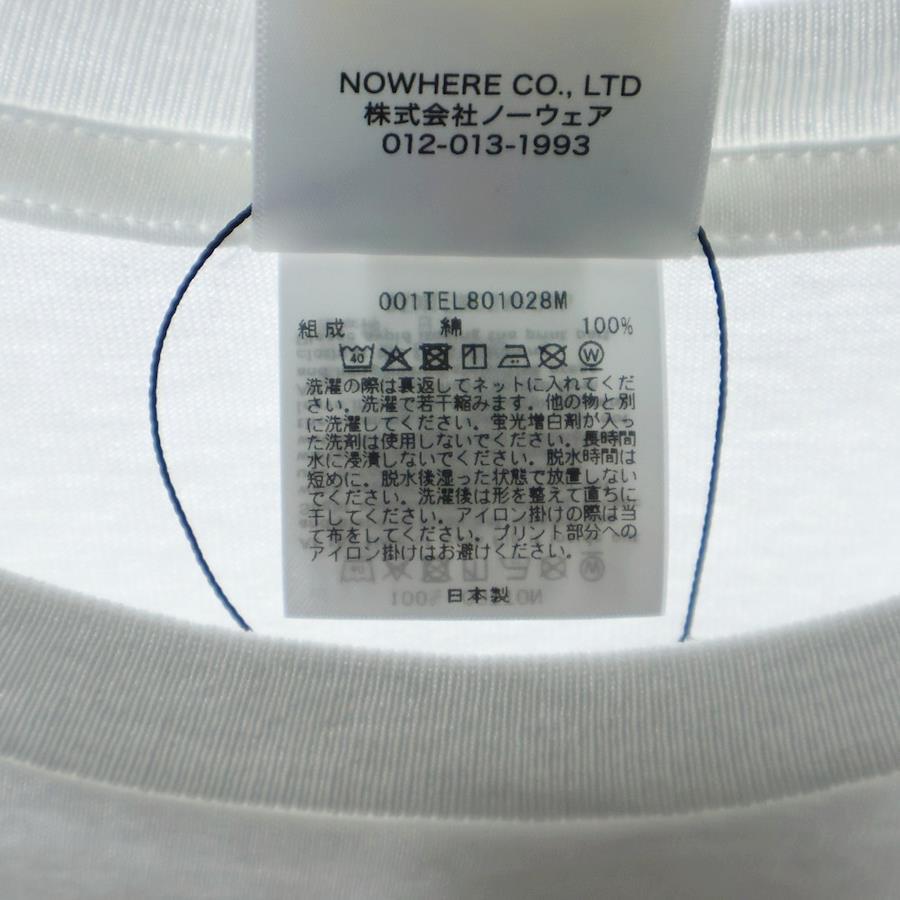 NOWHERE CO., LTD
株式会社ノーウェア
012-013-1993
001TEL801028M
組成 綿 100%
40
洗濯の際は裏返してネットに入れてくだ
さい。洗濯で若干縮みます。他の物と別
に洗濯してください。蛍光増白剤が入っ
た洗剤は使用しないでください。長時間
水に浸漬しないでください。脱水時間は
短めに。脱水後湿った状態で放置しない
でください。洗濯後は形を整えて直ちに
干してください。アイロン掛けの際は当
て布をしてください。プリント部分への
アイロン掛けはお避けください。
日本製